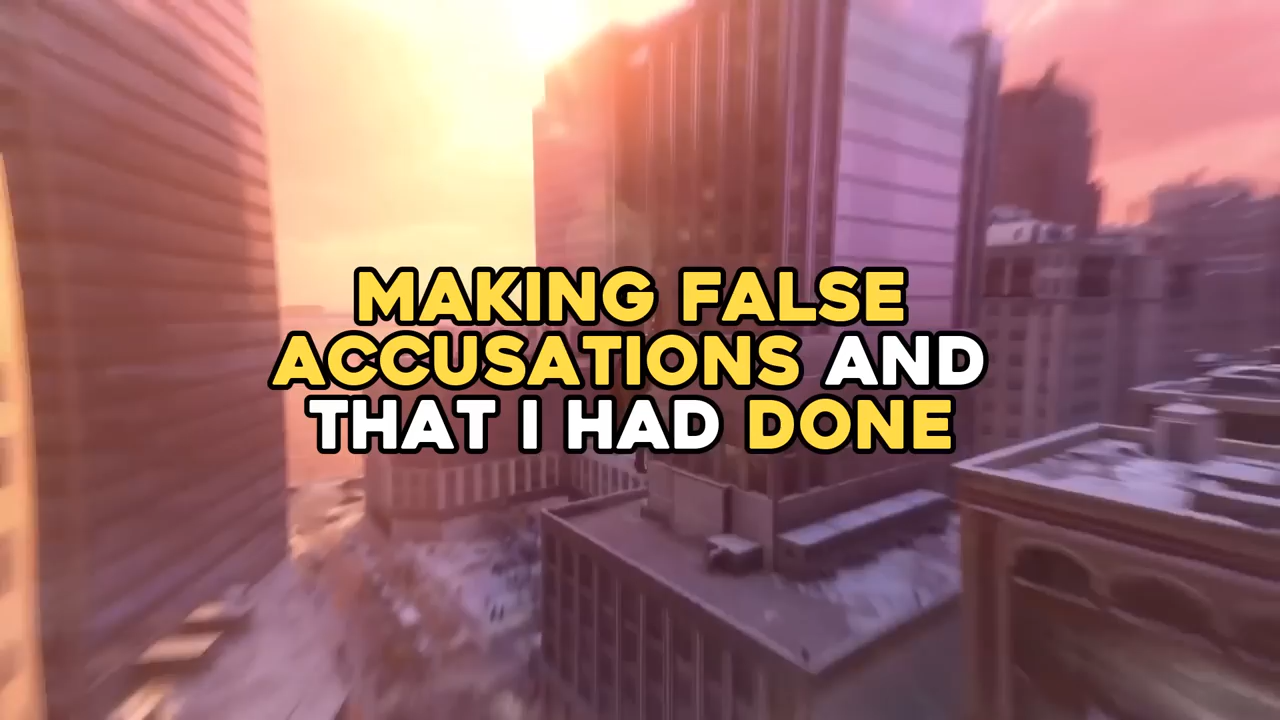 MAKING FALSE
ACCUSATIONS AND
THAT I HAD DONE